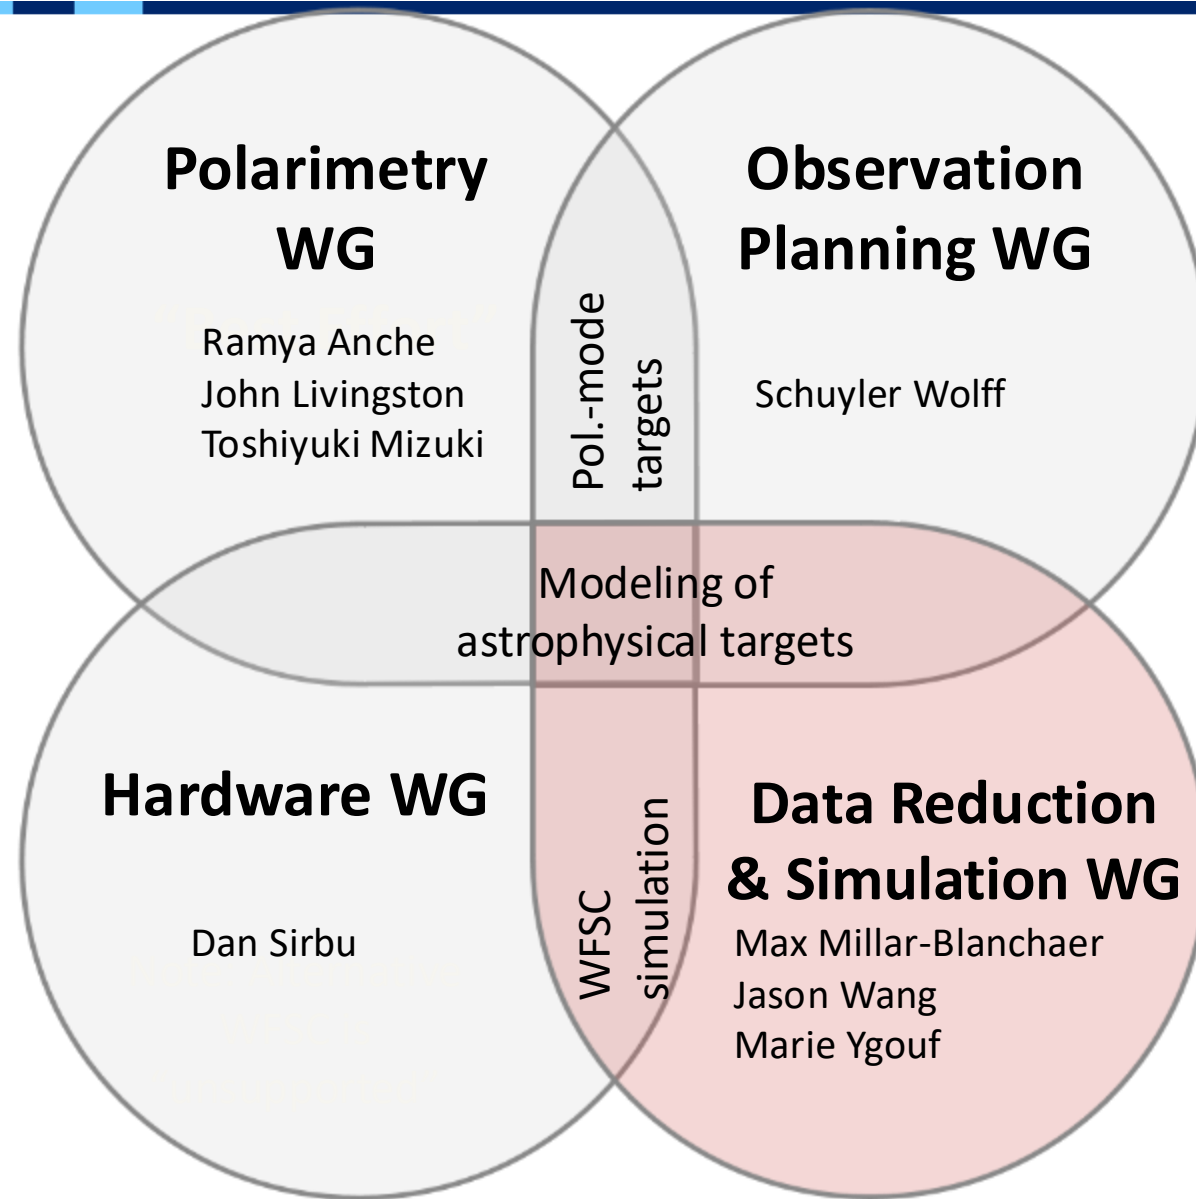 Polarimetry
WG
Ramya Anche
John Livingston
Toshiyuki Mizuki
Observation
Planning WG
Schuyler Wolff
Pol.-mode
targets
Modeling of
astrophysical targets
Hardware WG
Dan Sirbu
WFSC
simulation
Data Reduction
& Simulation WG
Max Millar-Blanchaer
Jason Wang
Marie Ygouf